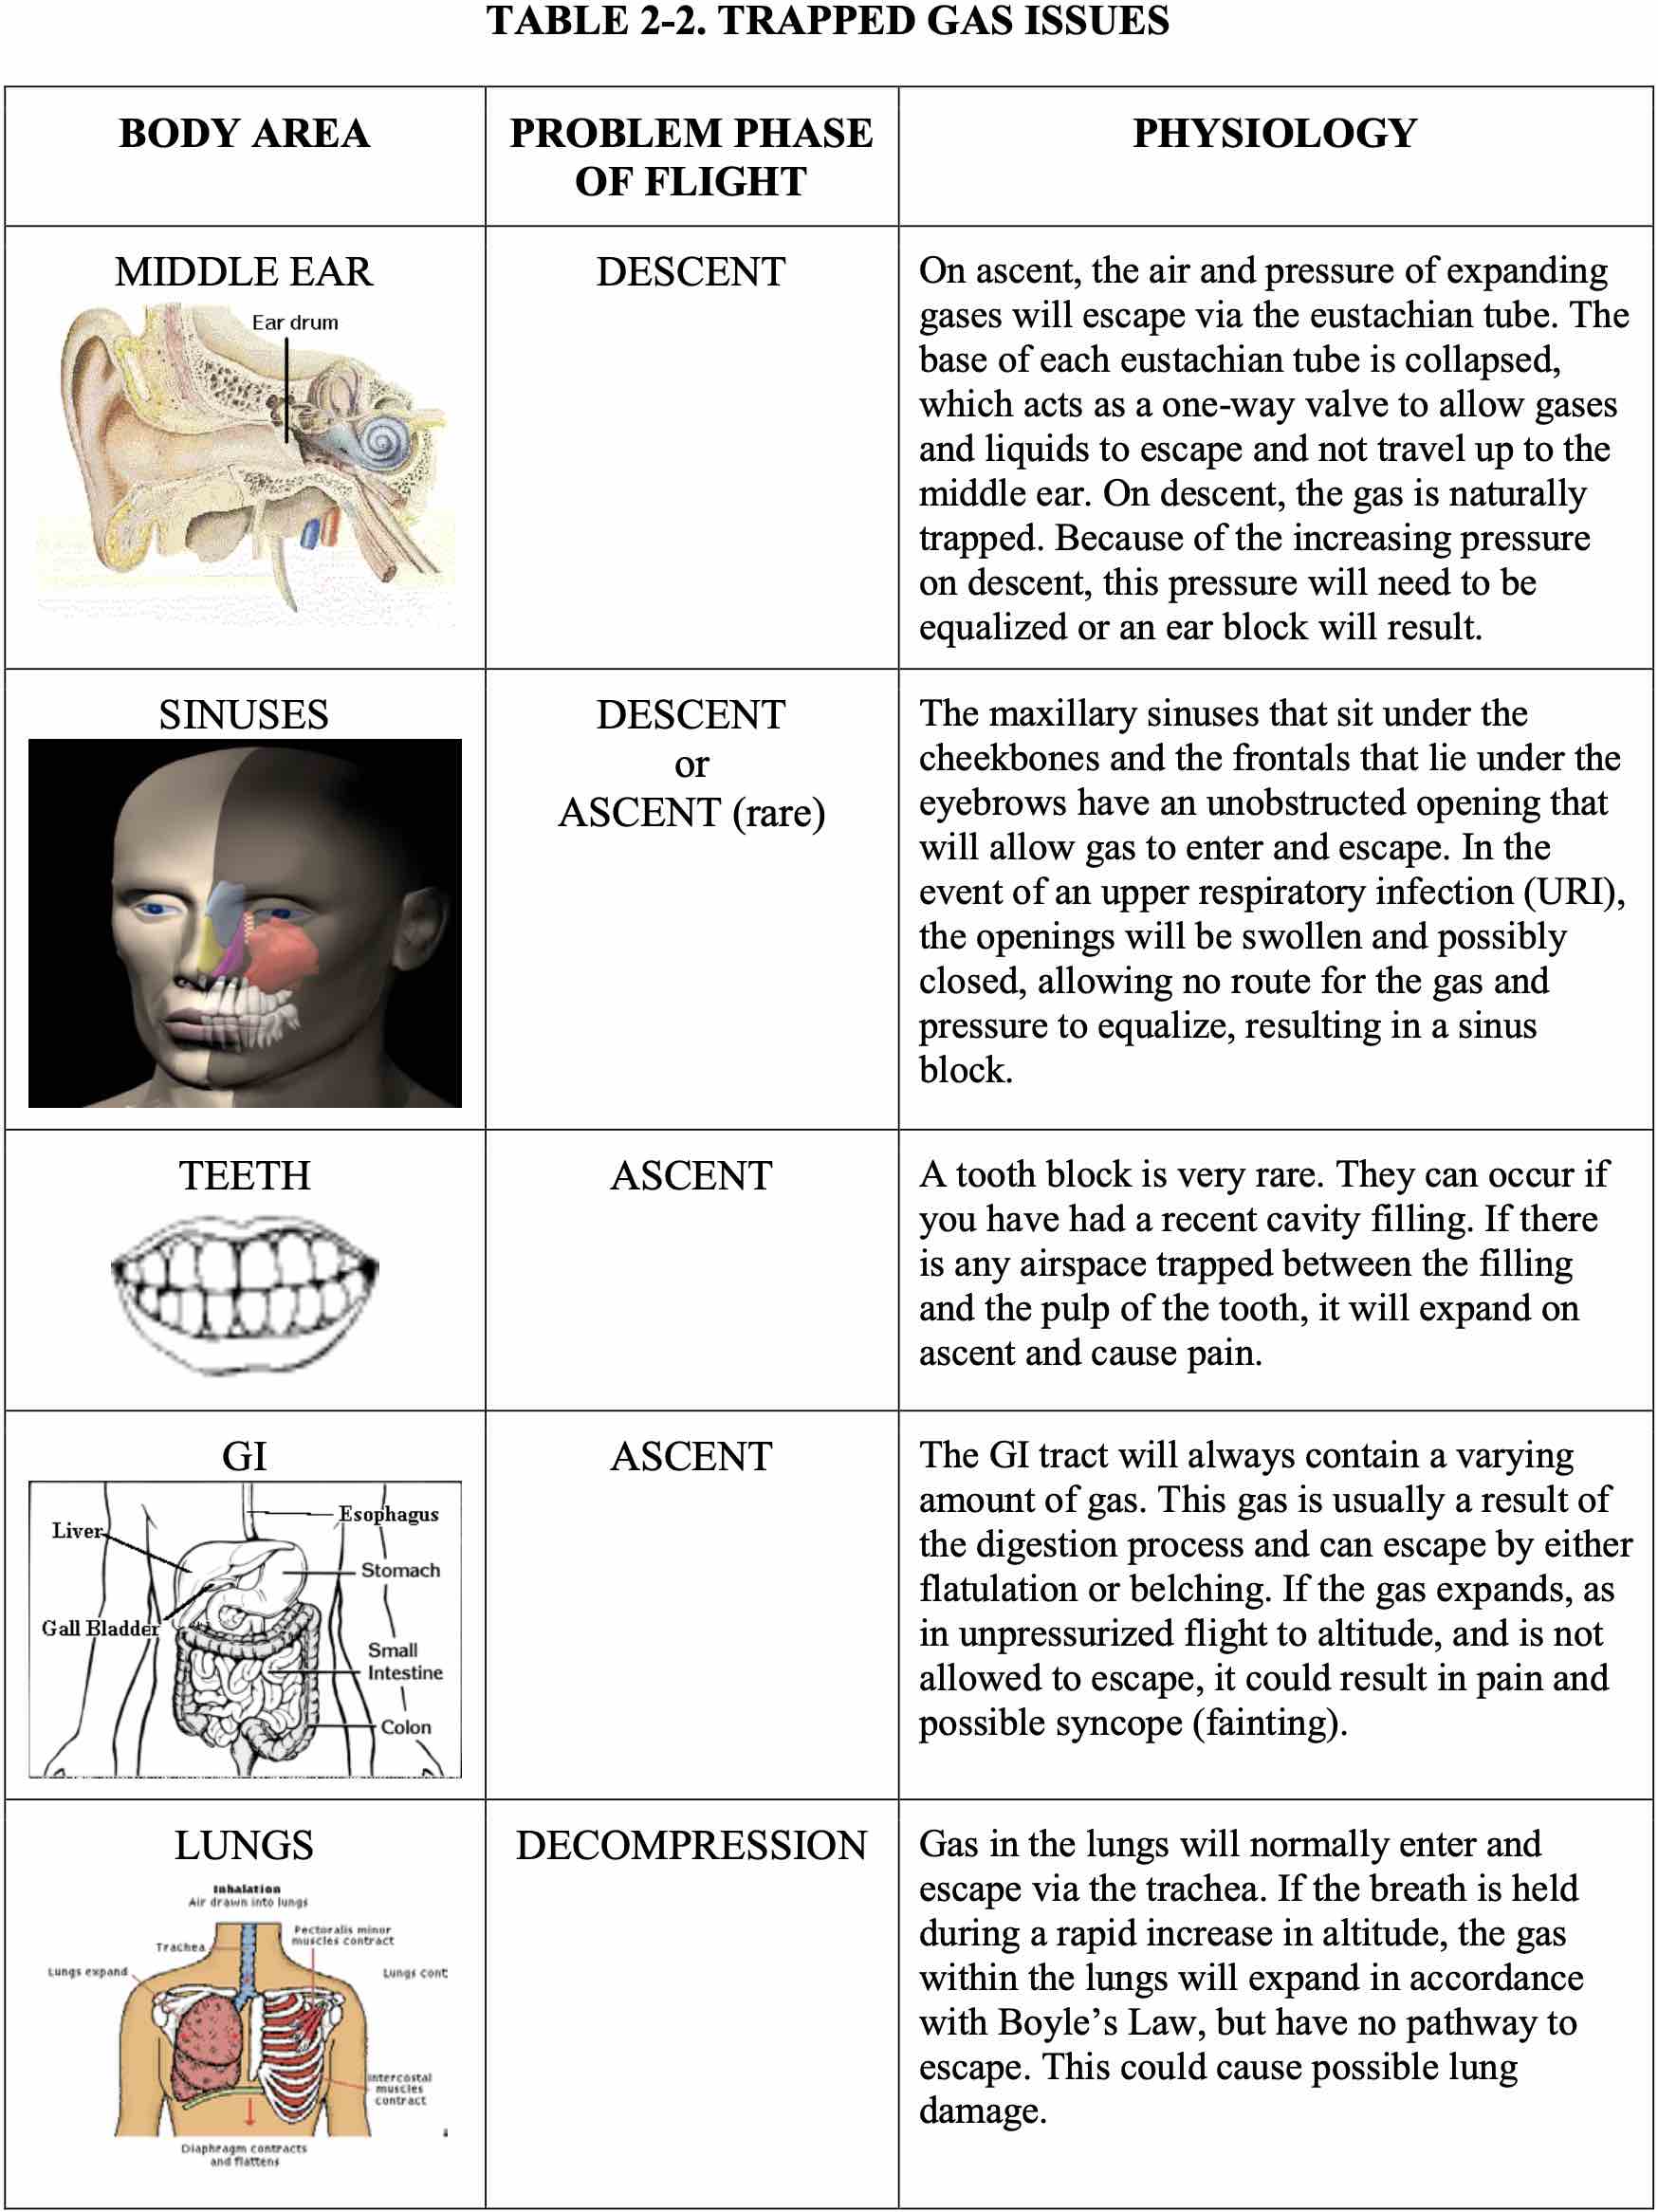 TABLE 2-2. TRAPPED GAS ISSUES
BODY AREA
PROBLEM PHASE
OF FLIGHT
PHYSIOLOGY
MIDDLE EAR
Ear drum
DESCENT
On ascent, the air and pressure of expanding
gases will escape via the eustachian tube. The
base of each eustachian tube is collapsed,
which acts as a one-way valve to allow gases
and liquids to escape and not travel up to the
middle ear. On descent, the gas is naturally
trapped. Because of the increasing pressure
on descent, this pressure will need to be
equalized or an ear block will result.
SINUSES
DESCENT
or
ASCENT (rare)
The maxillary sinuses that sit under the
cheekbones and the frontals that lie under the
eyebrows have an unobstructed opening that
will allow gas to enter and escape. In the
event of an upper respiratory infection (URI),
the openings will be swollen and possibly
closed, allowing no route for the gas and
pressure to equalize, resulting in a sinus
block.
TEETH
ASCENT
A tooth block is very rare. They can occur if
you have had a recent cavity filling. If there
is any airspace trapped between the filling
and the pulp of the tooth, it will expand on
ascent and cause pain.
GI
Esophagus
Liver
Stomach
Gall Bladder
Small
Intestine
Colon
ASCENT
The GI tract will always contain a varying
amount of gas. This gas is usually a result of
the digestion process and can escape by either
flatulation or belching. If the gas expands, as
in unpressurized flight to altitude, and is not
allowed to escape, it could result in pain and
possible syncope (fainting).
LUNGS
Inhalation
Air drawn into lungs
Pectoralis minor
muscles contract
Trachea
Lungs expand
Lungs cont
Intercostal
muscles
contract
Diaphragm contracts
and flattens
DECOMPRESSION
Gas in the lungs will normally enter and
escape via the trachea. If the breath is held
during a rapid increase in altitude, the gas
within the lungs will expand in accordance
with Boyle’s Law, but have no pathway to
escape. This could cause possible lung
damage.